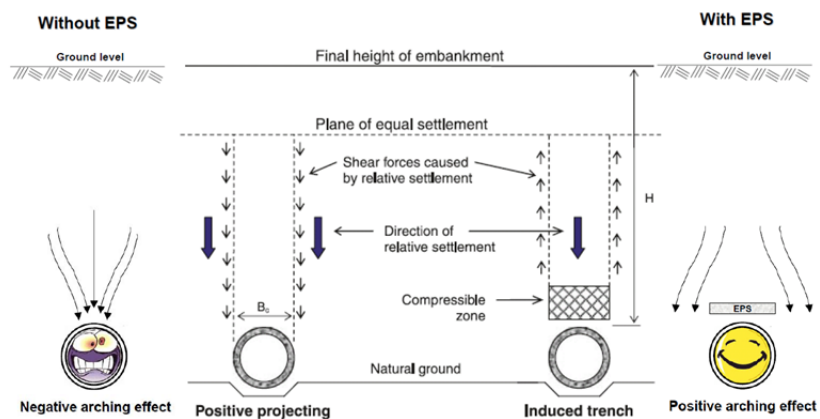 Without EPS
With EPS
Ground level
Final height of embankment
Ground level
Plane of equal settlement
Shear forces caused
by relative settlement
H
Direction of
relative settlement
Compressible
zone
Bc
EPS
Natural ground
Negative arching effect
Positive projecting
Induced trench
Positive arching effect